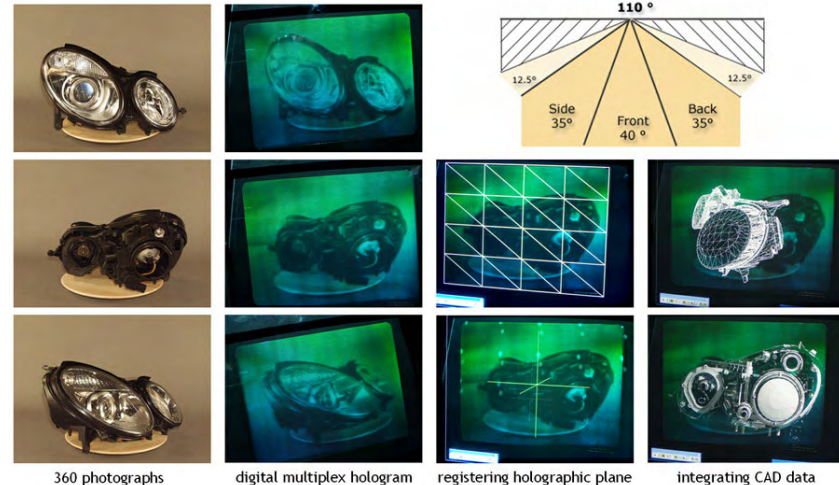 110 °
12.5°
12.5°
Side
35°
Front
40 °
Back
35°
360 photographs
digital multiplex hologram
registering holographic plane
integrating CAD data